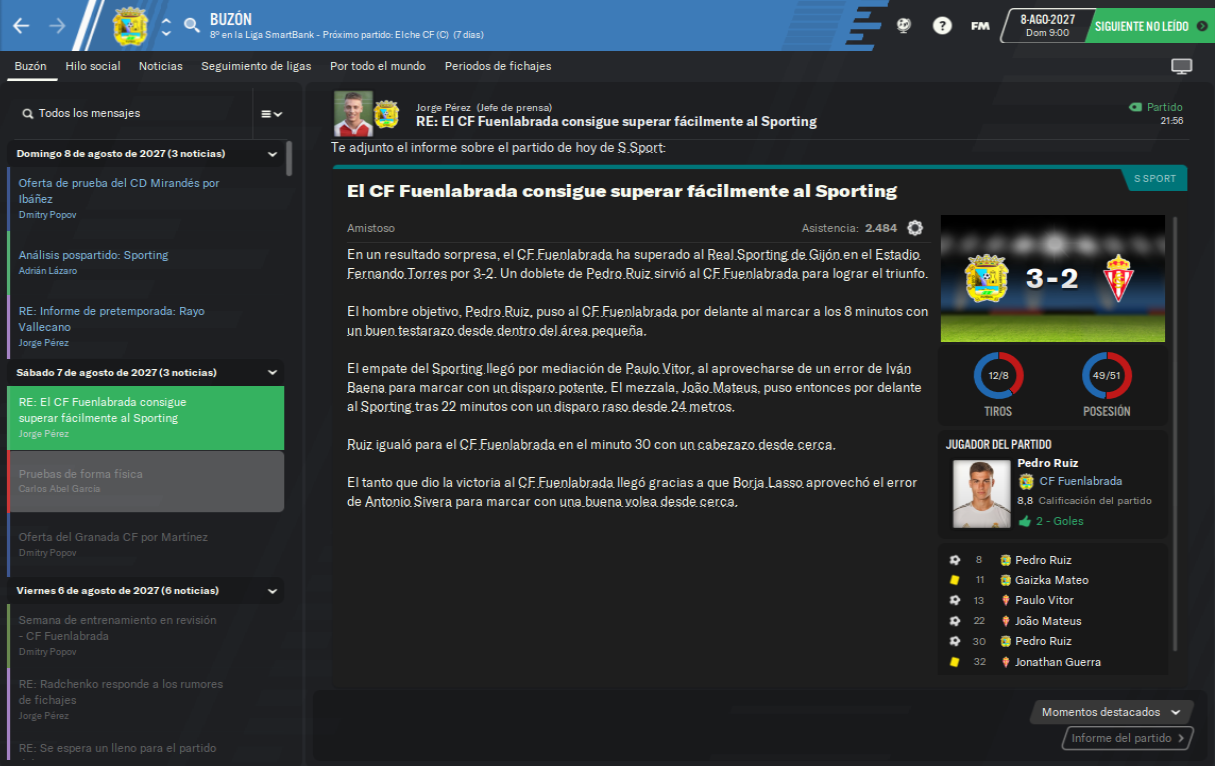 BUZÓN
8º en la Liga SmartBank - Próximo partido: Elche CF (C) (7 días)
?
FM
8-AGO-2027
Dom 9:00
SIGUIENTE NO LEÍDO
Buzón
Hilo social
Noticias
Seguimiento de ligas
Por todo el mundo
Periodos de fichajes
Todos los mensajes
Domingo 8 de agosto de 2027 (3 noticias)
Oferta de prueba del CD Mirandés por
Ibáñez
Dmitry Popov
Análisis pospartido: Sporting
Adrián Lázaro
RE: Informe de pretemporada: Rayo
Vallecano
Jorge Pérez
Sábado 7 de agosto de 2027 (3 noticias)
RE: El CF Fuenlabrada consigue
superar fácilmente al Sporting
Jorge Pérez
Pruebas de forma física
Carlos Abel García
Oferta del Granada CF por Martínez
Dmitry Popov
Viernes 6 de agosto de 2027 (6 noticias)
Semana de entrenamiento en revisión
- CF Fuenlabrada
Dmitry Popov
RE: Radchenko responde a los rumores
de fichajes
Jorge Pérez
RE: Se espera un lleno para el partido
Jorge Pérez (Jefe de prensa)
RE: El CF Fuenlabrada consigue superar fácilmente al Sporting
Partido
21:56
Te adjunto el informe sobre el partido de hoy de S Sport:
S SPORT
El CF Fuenlabrada consigue superar fácilmente al Sporting
Amistoso
Asistencia: 2.484
En un resultado sorpresa, el CF Fuenlabrada ha superado al Real Sporting de Gijón en el Estadio
Fernando Torres por 3-2. Un doblete de Pedro Ruiz sirvió al CF Fuenlabrada para lograr el triunfo.
El hombre objetivo, Pedro Ruiz, puso al CF Fuenlabrada por delante al marcar a los 8 minutos con
un buen testarazo desde dentro del área pequeña.
El empate del Sporting llegó por mediación de Paulo Vitor, al aprovecharse de un error de Iván
Baena para marcar con un disparo potente. El mezzala, João Mateus, puso entonces por delante
al Sporting tras 22 minutos con un disparo raso desde 24 metros.
Ruiz igualó para el CF Fuenlabrada en el minuto 30 con un cabezazo desde cerca.
El tanto que dio la victoria al CF Fuenlabrada llegó gracias a que Borja Lasso aprovechó el error
de Antonio Sivera para marcar con una buena volea desde cerca.
3-2
12/8
TIROS
49/51
POSESIÓN
JUGADOR DEL PARTIDO
Pedro Ruiz
CF Fuenlabrada
8,8 Calificación del partido
2 - Goles
8 Pedro Ruiz
11 Gaizka Mateo
13 Paulo Vitor
22 João Mateus
30 Pedro Ruiz
32 Jonathan Guerra
Momentos destacados
Informe del partido